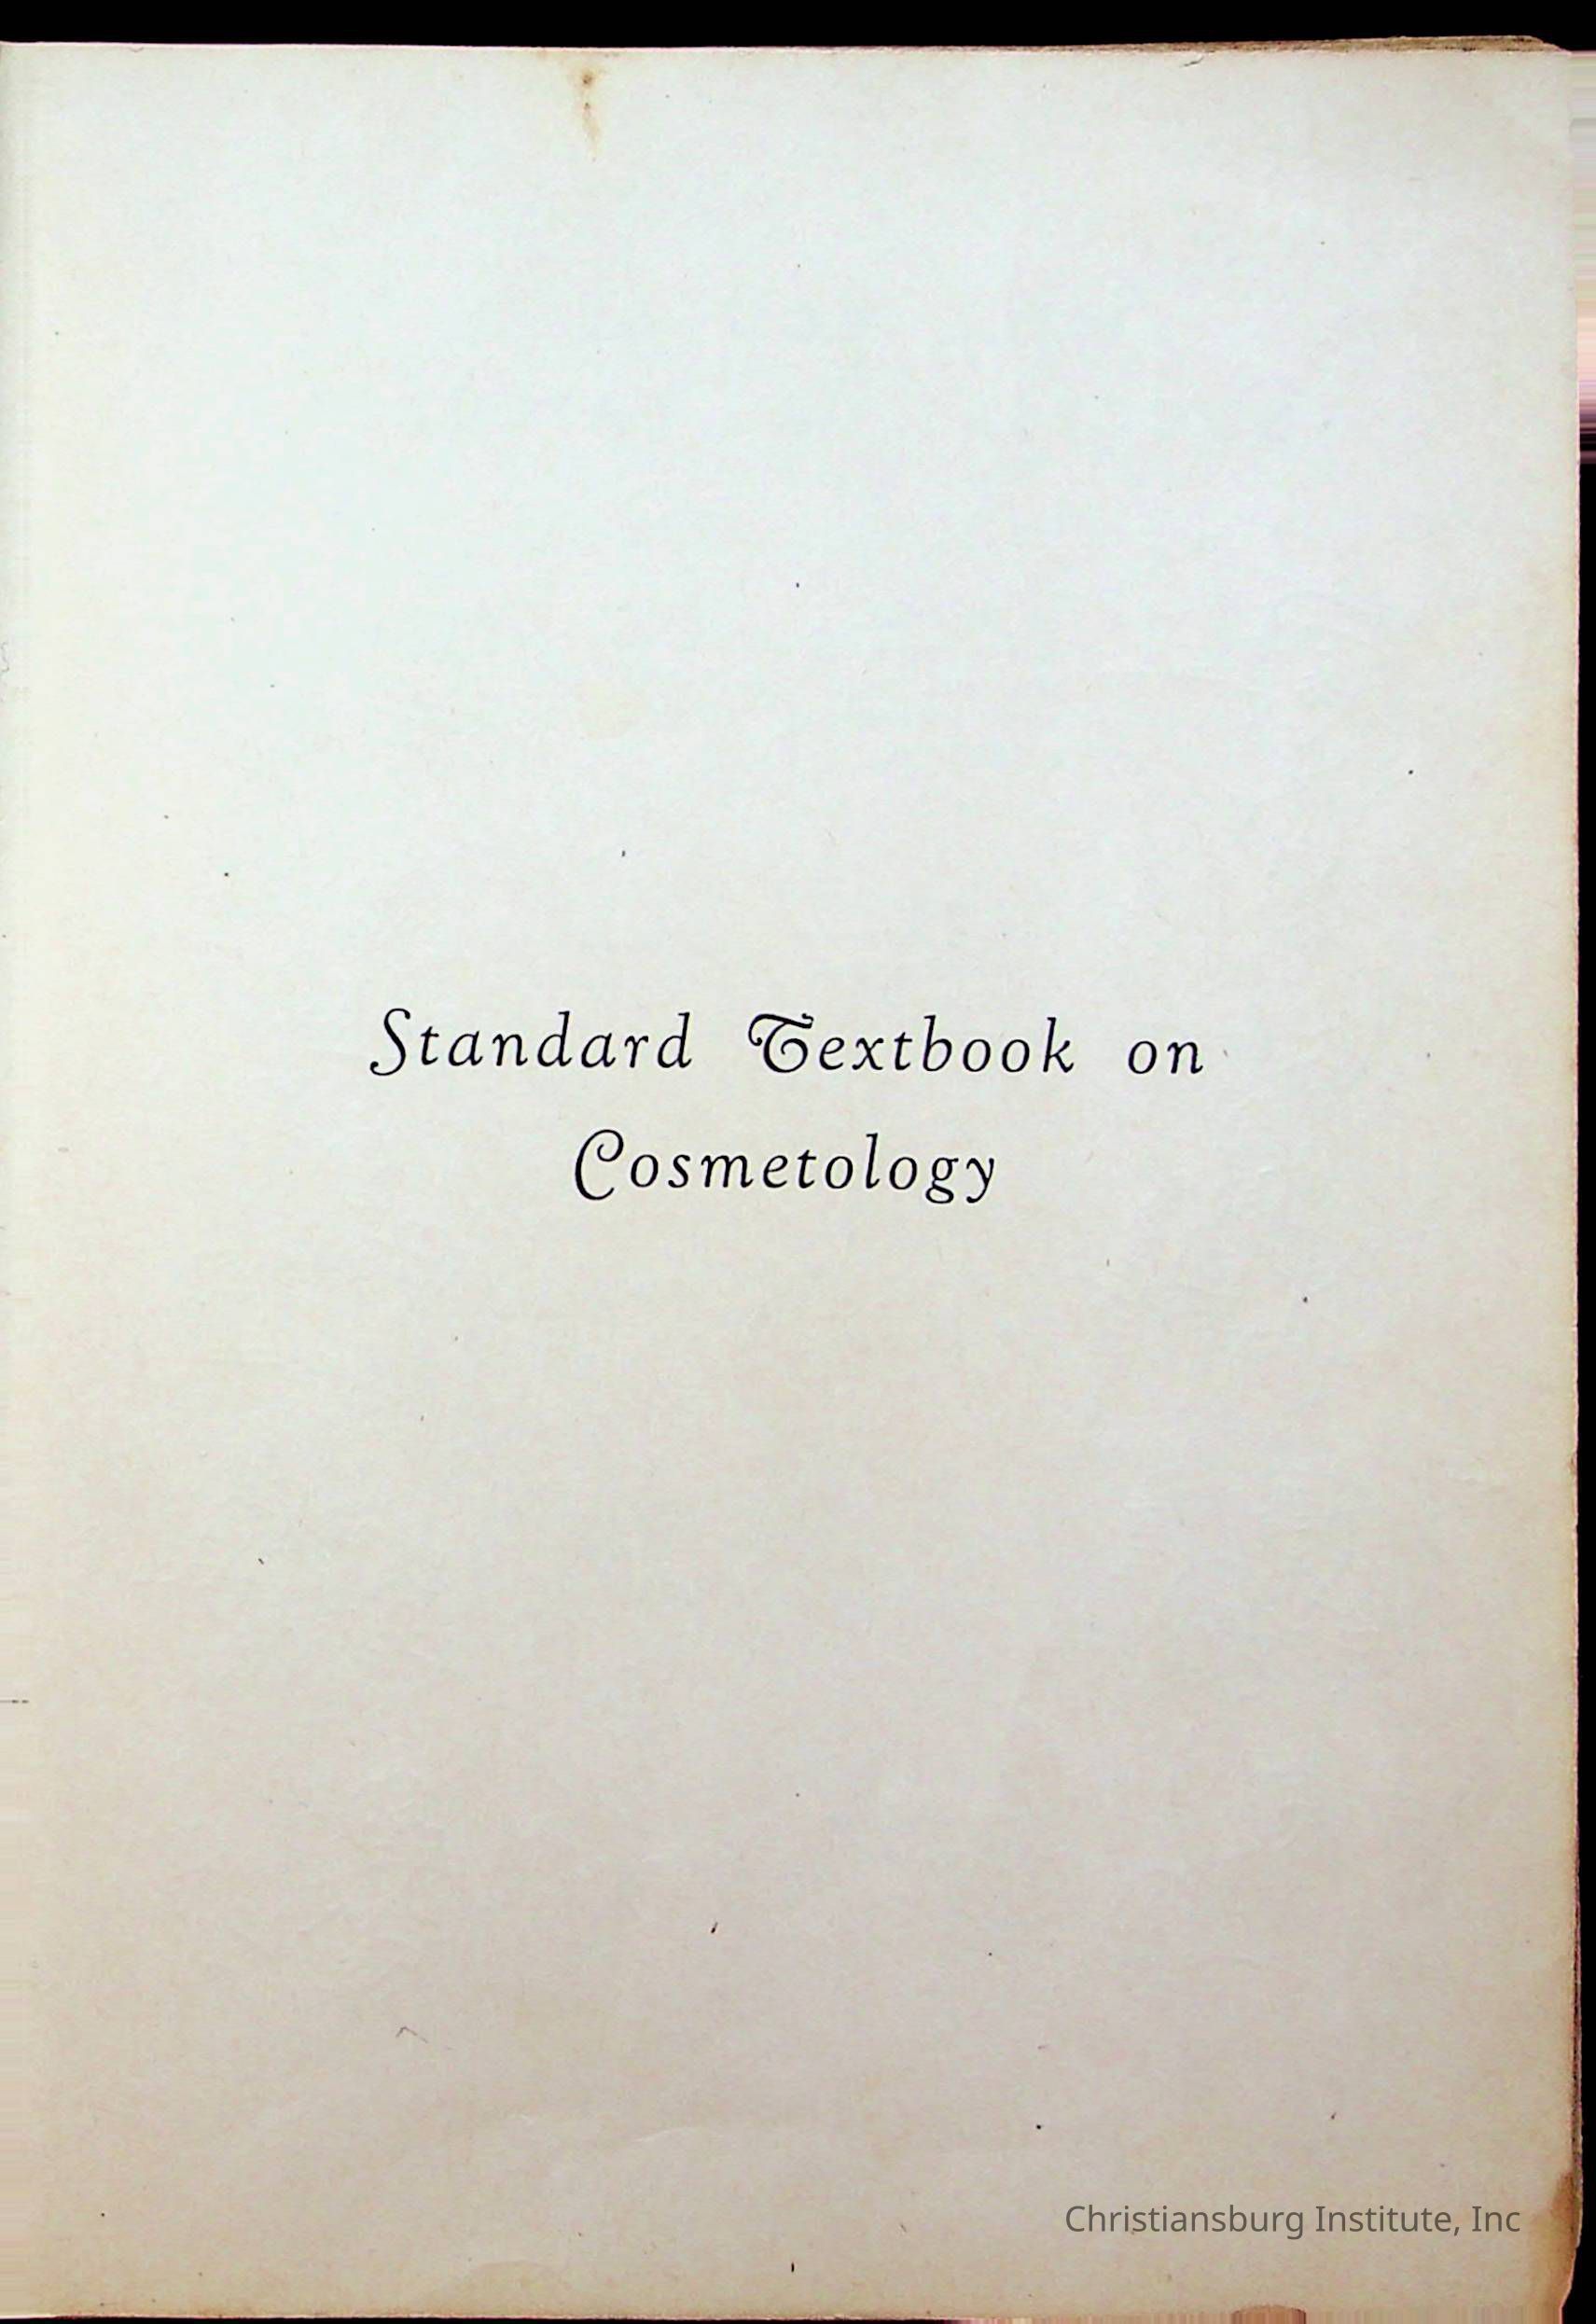 Standard Textbook on
Cosmetology
Christiansburg Institute, Inc